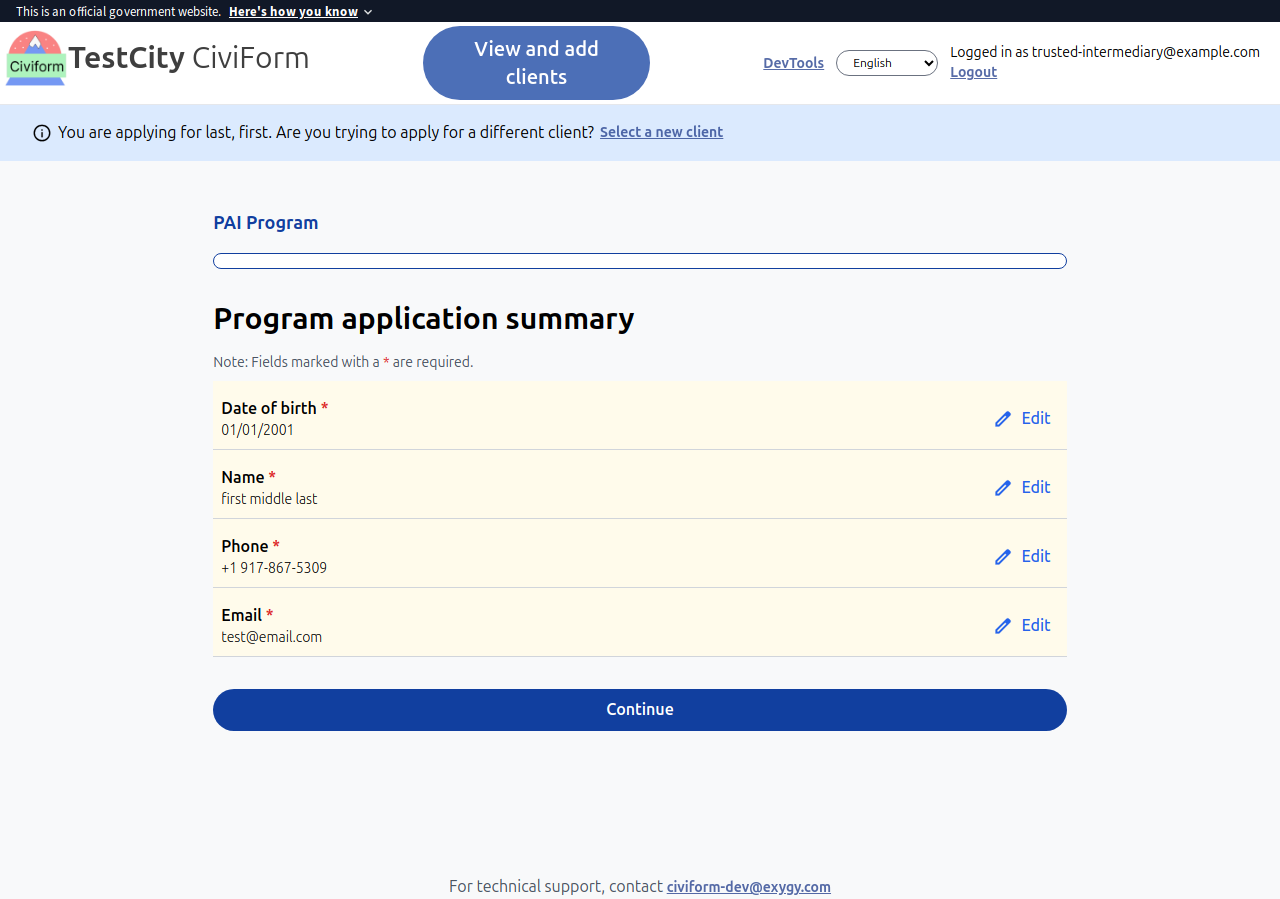 This is an official government website. Here's how you know
Civiform
TestCity CiviForm
View and add
clients
DevTools
English
Logged in as trusted-intermediary@example.com
Logout
You are applying for last, first. Are you trying to apply for a different client? Select a new client
PAI Program
Program application summary
Note: Fields marked with a * are required.
Date of birth *
01/01/2001
Edit
Name *
first middle last
Edit
Phone *
+1 917-867-5309
Edit
Email *
test@email.com
Edit
Continue
For technical support, contact civiform-dev@exygy.com